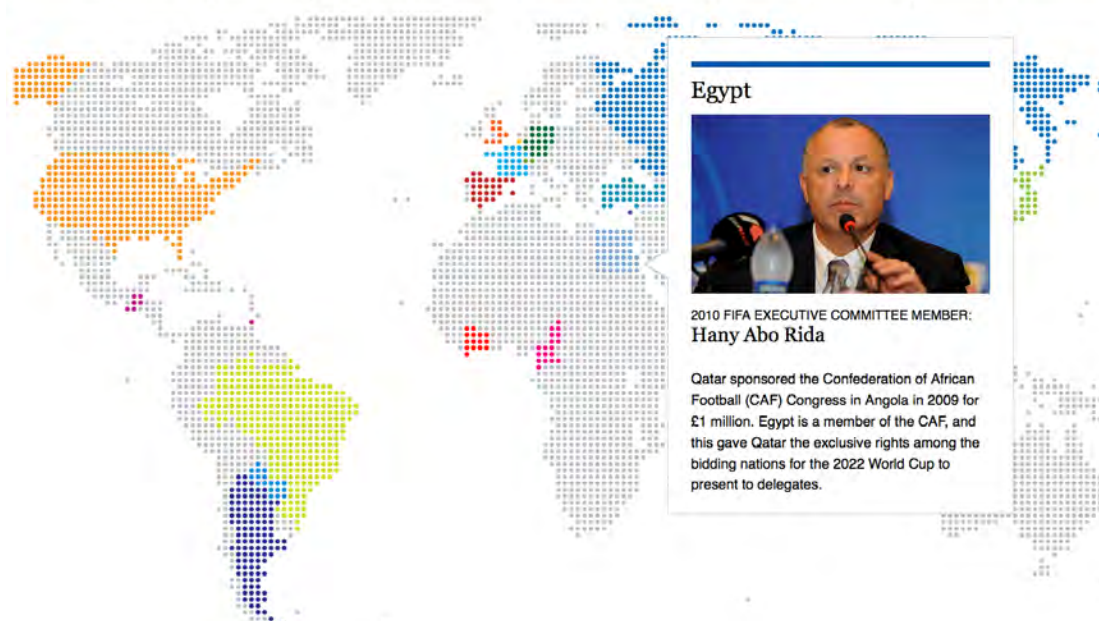 Egypt
2010 FIFA EXECUTIVE COMMITTEE MEMBER:
Hany Abo Rida
Qatar sponsored the Confederation of African
Football (CAF) Congress in Angola in 2009 for
£1 million. Egypt is a member of the CAF, and
this gave Qatar the exclusive rights among the
bidding nations for the 2022 World Cup to
present to delegates.